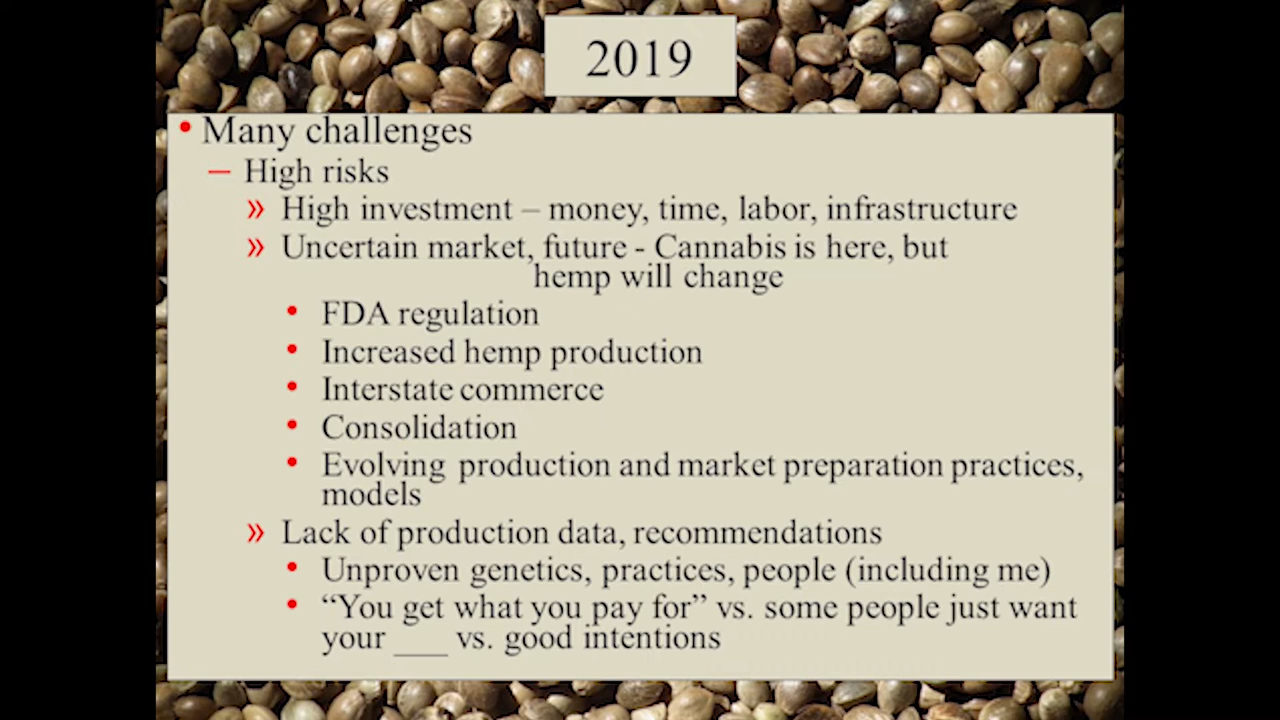 2019
• Many challenges
– High risks
» High investment – money, time, labor, infrastructure
» Uncertain market, future - Cannabis is here, but
hemp will change
• FDA regulation
• Increased hemp production
• Interstate commerce
• Consolidation
• Evolving production and market preparation practices,
models
» Lack of production data, recommendations
• Unproven genetics, practices, people (including me)
• “You get what you pay for” vs. some people just want
your ___ vs. good intentions